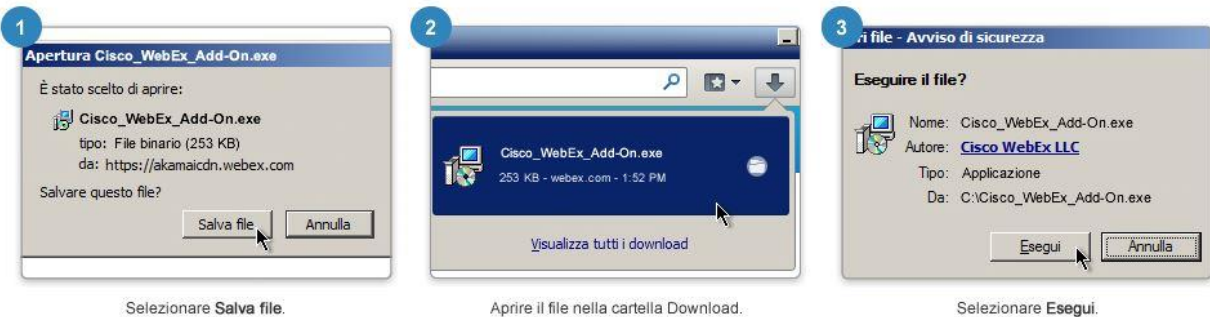 1
Apertura Cisco_WebEx_Add-On.exe
È stato scelto di aprire:
Cisco_WebEx_Add-On.exe
tipo: File binario (253 KB)
da: https://akamaicdn.webex.com
Salvare questo file?
Salva file
Annulla
Selezionare Salva file.
2
Cisco_WebEx_Add-On.exe
253 KB - webex.com - 1:52 PM
Visualizza tutti i download
Aprire il file nella cartella Download.
3
ri file - Avviso di sicurezza
Eseguire il file?
Nome: Cisco_WebEx_Add-On.exe
Autore: Cisco WebEx LLC
Tipo: Applicazione
Da: C:\Cisco_WebEx_Add-On.exe
Esegui
Annulla
Selezionare Esegui.